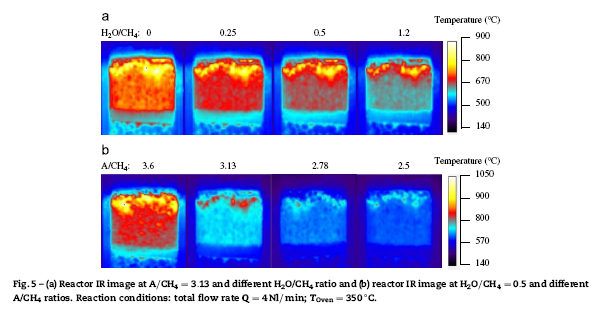 a
Temperature (°C)
H₂O/CH₄: 0 0.25 0.5 1.2
900
800
670
500
140
b
A/CH₄: 3.6 3.13 2.78 2.5
Temperature (°C)
1050
900
800
570
140
Fig. 5 – (a) Reactor IR image at A/CH₄ = 3.13 and different H₂O/CH₄ ratio and (b) reactor IR image at H₂O/CH₄ = 0.5 and different
A/CH₄ ratios. Reaction conditions: total flow rate Q = 4 Nl/min; T_Oven = 350 °C.